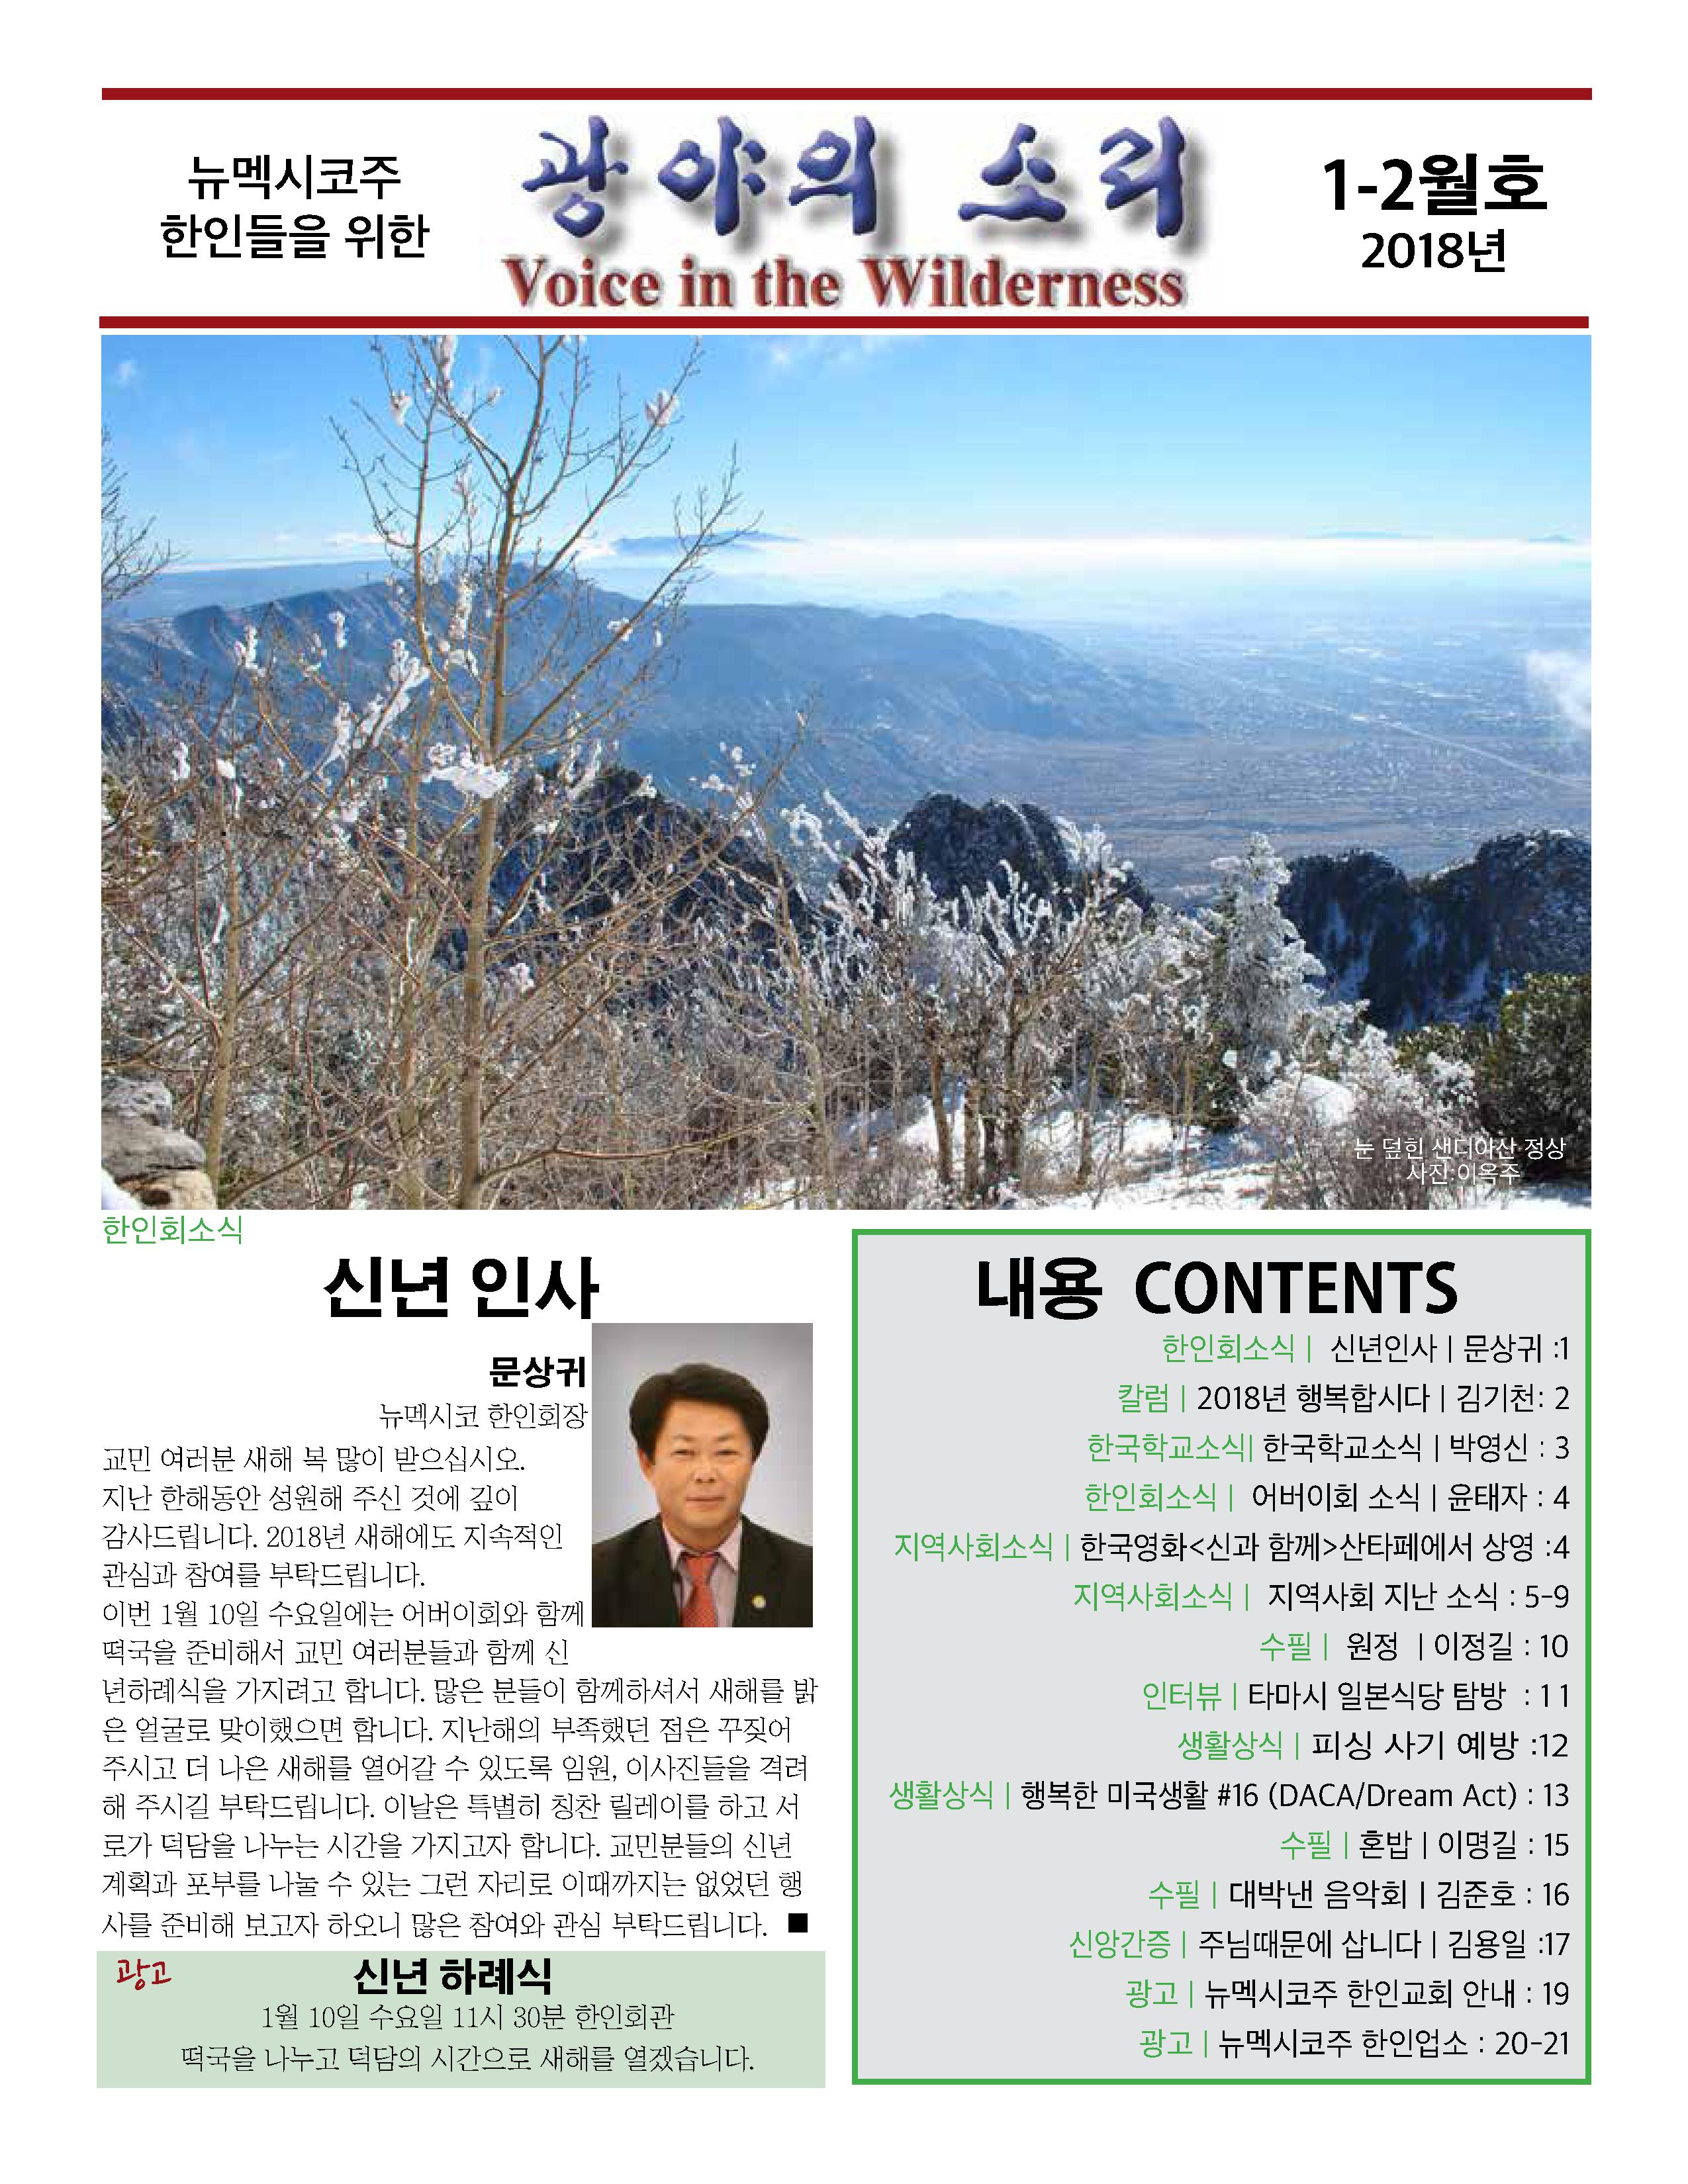 뉴멕시코주
한인들을 위한
광야의 소리
Voice in the Wilderness
1-2월호
2018년
눈 덮힌 샌디아산 정상
사진:이옥주
한인회소식
신년 인사
문상귀
뉴멕시코 한인회장
교민 여러분 새해 복 많이 받으십시오.
지난 한해동안 성원해 주신 것에 깊이
감사드립니다. 2018년 새해에도 지속적인
관심과 참여를 부탁드립니다.
이번 1월 10일 수요일에는 어버이회와 함께
떡국을 준비해서 교민 여러분들과 함께 신
년하례식을 가지려고 합니다. 많은 분들이 함께하셔서 새해를 밝
은 얼굴로 맞이했으면 합니다. 지난해의 부족했던 점은 꾸짖어
주시고 더 나은 새해를 열어갈 수 있도록 임원, 이사진들을 격려
해 주시길 부탁드립니다. 이날은 특별히 칭찬 릴레이를 하고 서
로가 덕담을 나누는 시간을 가지고자 합니다. 교민분들의 신년
계획과 포부를 나눌 수 있는 그런 자리로 이때까지는 없었던 행
사를 준비해 보고자 하오니 많은 참여와 관심 부탁드립니다. ■
광고
신년 하례식
1월 10일 수요일 11시 30분 한인회관
떡국을 나누고 덕담의 시간으로 새해를 열겠습니다.
내용 CONTENTS
한인회소식 | 신년인사 | 문상귀 :1
칼럼 | 2018년 행복합시다 | 김기천: 2
한국학교소식| 한국학교소식 | 박영신 : 3
한인회소식 | 어버이회 소식 | 윤태자 : 4
지역사회소식 | 한국영화<신과 함께>산타페에서 상영 :4
지역사회소식 | 지역사회 지난 소식 : 5-9
수필 | 원정 | 이정길 : 10
인터뷰 | 타마시 일본식당 탐방 : 11
생활상식 | 피싱 사기 예방 :12
생활상식 | 행복한 미국생활 #16 (DACA/Dream Act) : 13
수필 | 혼밥 | 이명길 : 15
수필 | 대박낸 음악회 | 김준호 : 16
신앙간증 | 주님때문에 삽니다 | 김용일 :17
광고 | 뉴멕시코주 한인교회 안내 : 19
광고 | 뉴멕시코주 한인업소 : 20-21